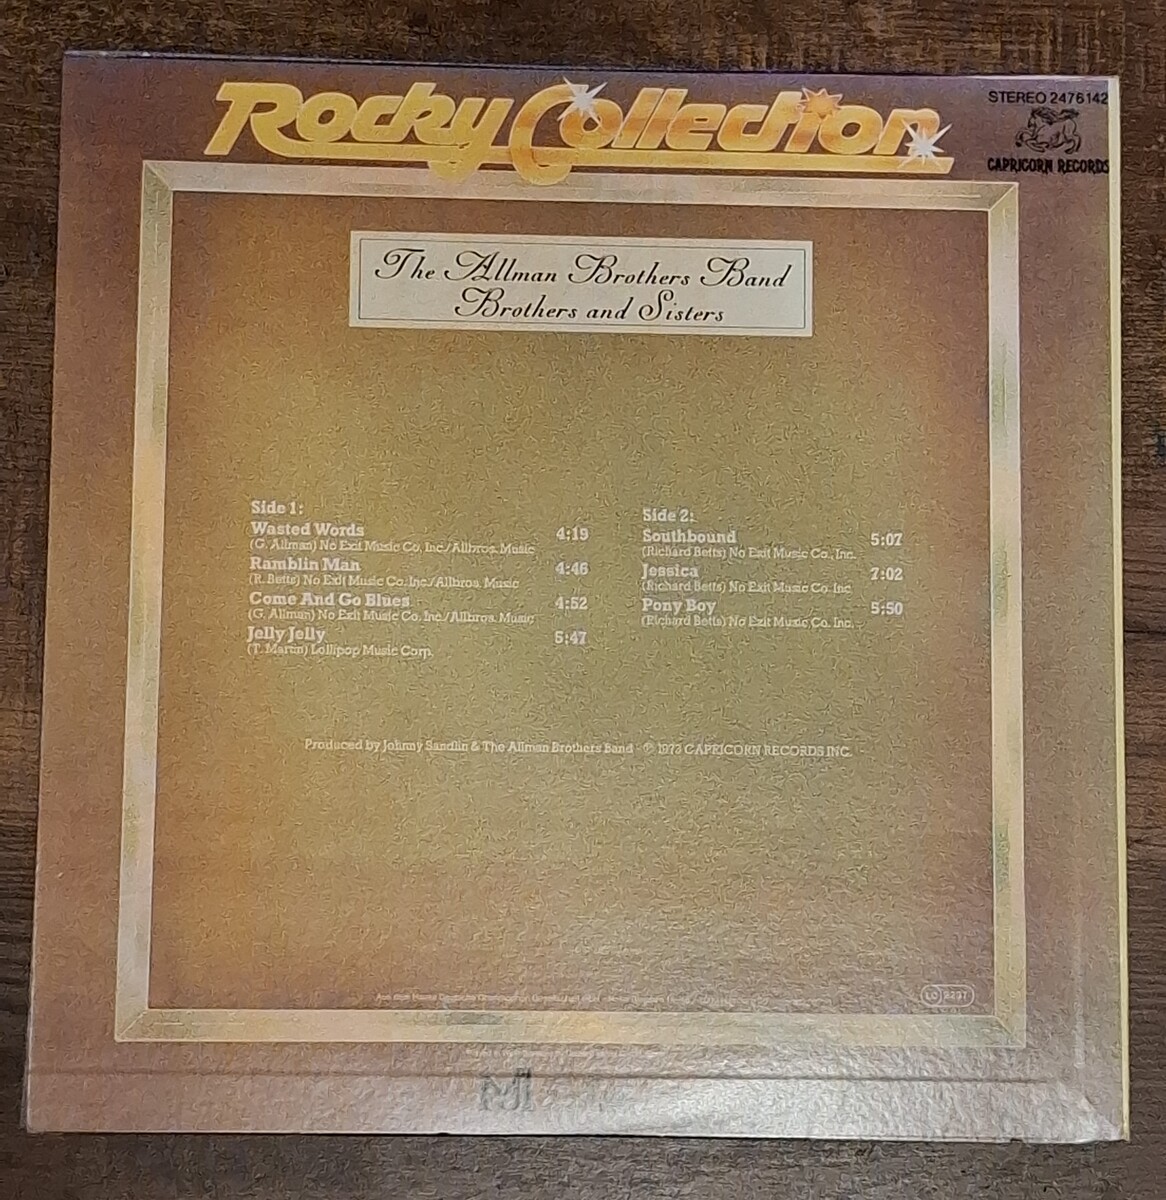 Rocky Collection
STEREO 2476142
CAPRICORN RECORDS
The Allman Brothers Band
Brothers and Sisters
Side 1:
Wasted Words 4:19
(G. Allman) No Exit Music Co. Inc./Allbros. Music
Ramblin Man 4:46
(R. Betts) No Exit Music Co. Inc./Allbros. Music
Come And Go Blues 4:52
(G. Allman) No Exit Music Co. Inc./Allbros. Music
Jelly Jelly 5:47
(T. Martin) Lollipop Music Corp.
Side 2:
Southbound 5:07
(Richard Betts) No Exit Music Co., Inc.
Jessica 7:02
(Richard Betts) No Exit Music Co. Inc.
Pony Boy 5:50
(Richard Betts) No Exit Music Co. Inc.
Produced by Johnny Sandlin & The Allman Brothers Band - ℗ 1973 CAPRICORN RECORDS INC.
LC